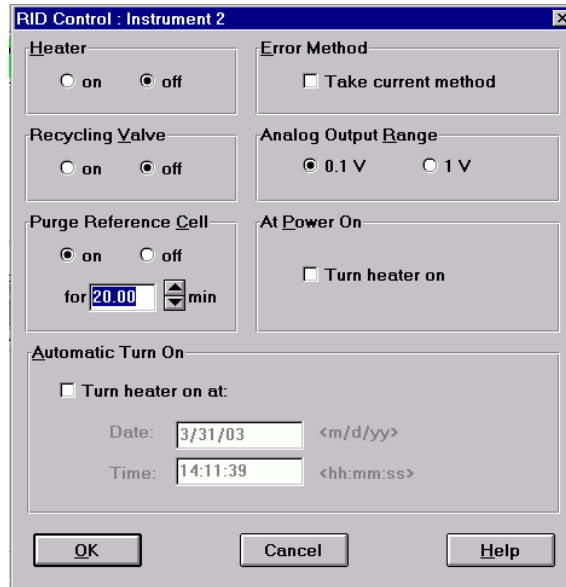 RID Control : Instrument 2
Heater
on off
Error Method
Take current method
Recycling Valve
on off
Analog Output Range
0.1 V 1 V
Purge Reference Cell
on off
for 20.00 min
At Power On
Turn heater on
Automatic Turn On
Turn heater on at:
Date: 3/31/03 <m/d/yy>
Time: 14:11:39 <hh:mm:ss>
OK Cancel Help